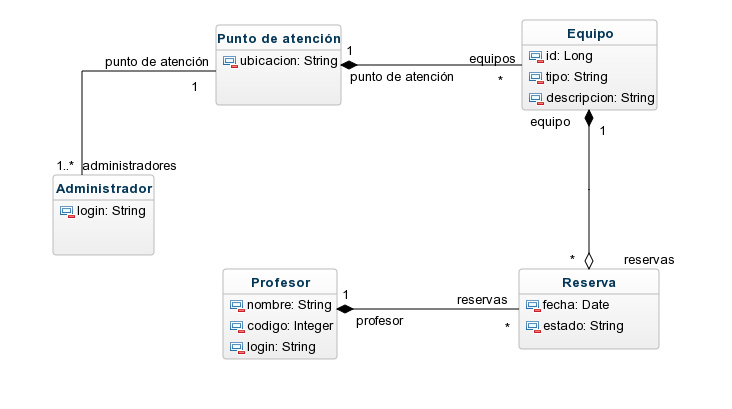 Punto de atención
ubicacion: String
Equipo
id: Long
tipo: String
descripcion: String
punto de atención
1
1
punto de atención
equipos
*
equipo
1
1..*
administradores
Administrador
login: String
*
reservas
Profesor
nombre: String
codigo: Integer
login: String
1
profesor
reservas
*
Reserva
fecha: Date
estado: String